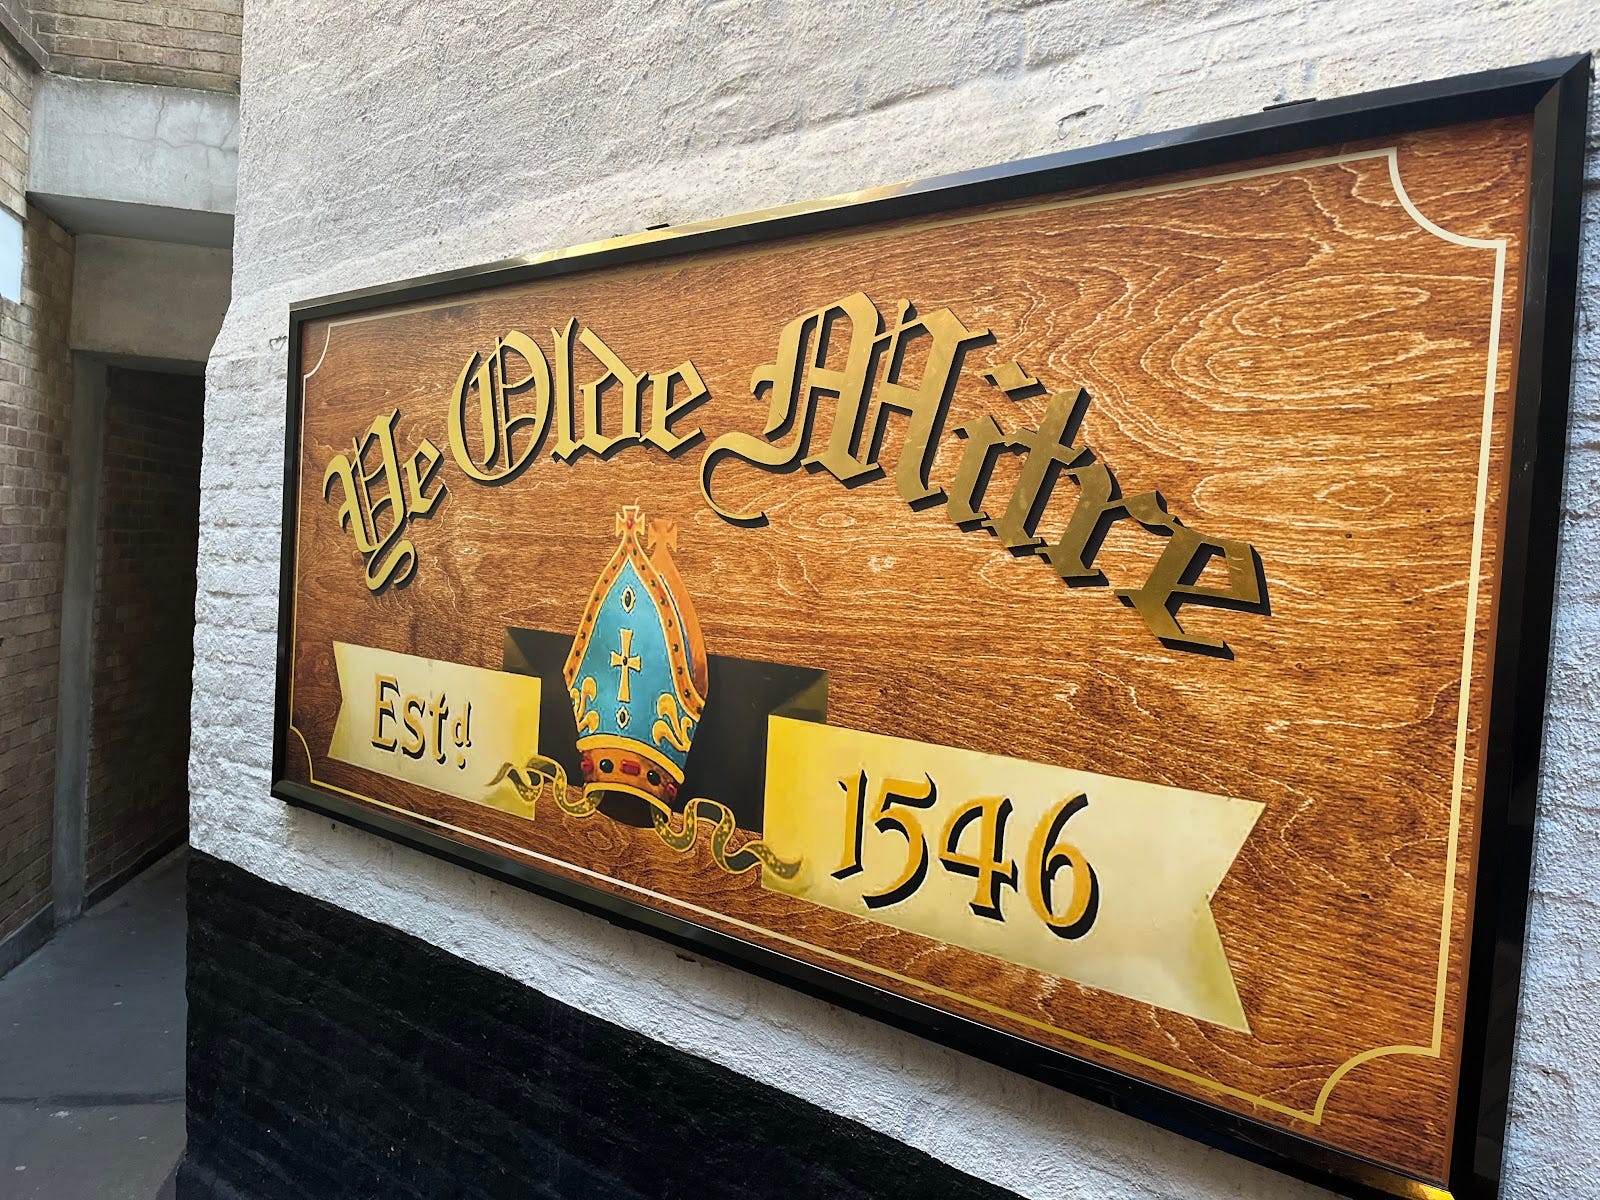 Ye Olde Mitre
Estd 1546